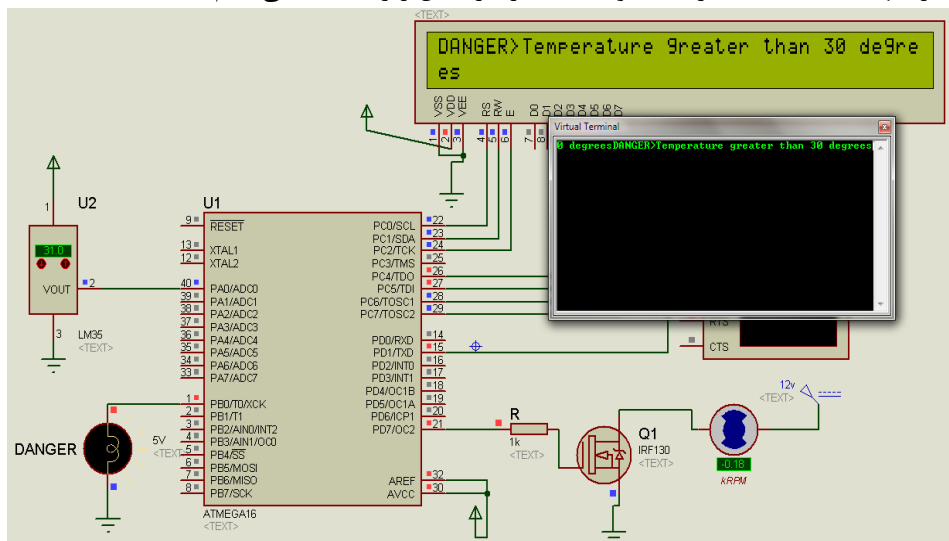 <TEXT>
DANGER>Temperature greater than 30 degre
es
VSS
VDD
VEE
RS
RW
E
D0
D1
D2
D3
D4
D5
D6
D7
1
2
3
4
5
6
7
8
Virtual Terminal
0 degreesDANGER>Temperature greater than 30 degrees
RTS
CTS
<TEXT>
U2
1
31.0
VOUT
2
3
LM35
<TEXT>
U1
9 RESET
13 XTAL1
12 XTAL2
40 PA0/ADC0
39 PA1/ADC1
38 PA2/ADC2
37 PA3/ADC3
36 PA4/ADC4
35 PA5/ADC5
34 PA6/ADC6
33 PA7/ADC7
1 PB0/T0/XCK
2 PB1/T1
3 PB2/AIN0/INT2
4 PB3/AIN1/OC0
5 PB4/SS
6 PB5/MOSI
7 PB6/MISO
8 PB7/SCK
PC0/SCL 22
PC1/SDA 23
PC2/TCK 24
PC3/TMS 25
PC4/TDO 26
PC5/TDI 27
PC6/TOSC1 28
PC7/TOSC2 29
PD0/RXD 14
PD1/TXD 15
PD2/INT0 16
PD3/INT1 17
PD4/OC1B 18
PD5/OC1A 19
PD6/ICP1 20
PD7/OC2 21
AREF 32
AVCC 30
ATMEGA16
<TEXT>
DANGER
5V
<TEXT>
R
1k
<TEXT>
Q1
IRF130
<TEXT>
12v
<TEXT>
-0.18
kRPM